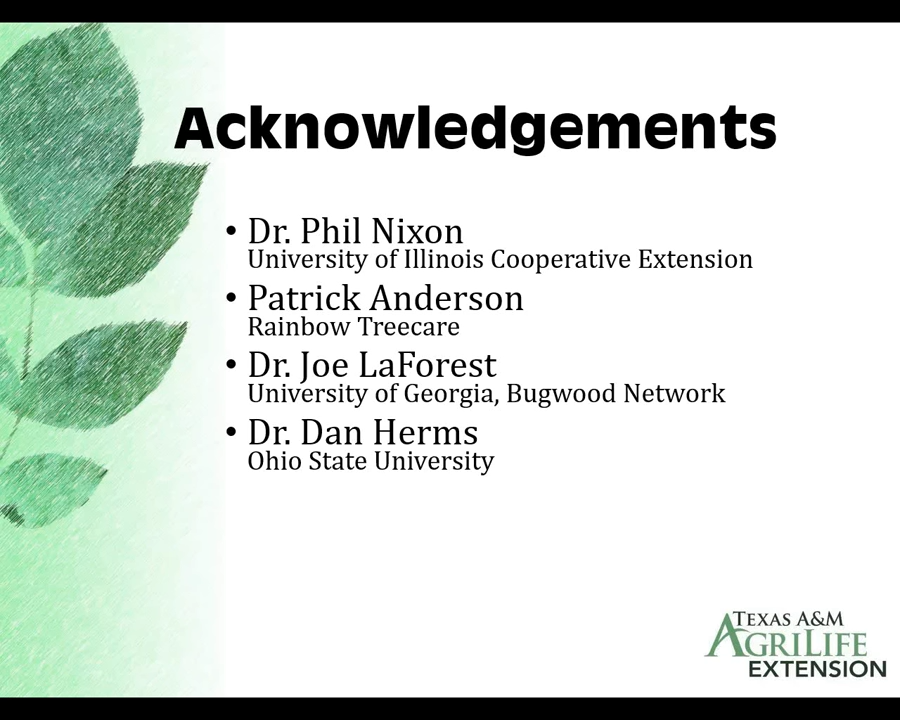 Acknowledgements
• Dr. Phil Nixon
University of Illinois Cooperative Extension
• Patrick Anderson
Rainbow Treecare
• Dr. Joe LaForest
University of Georgia, Bugwood Network
• Dr. Dan Herms
Ohio State University
TEXAS A&M
AGRILIFE
EXTENSION